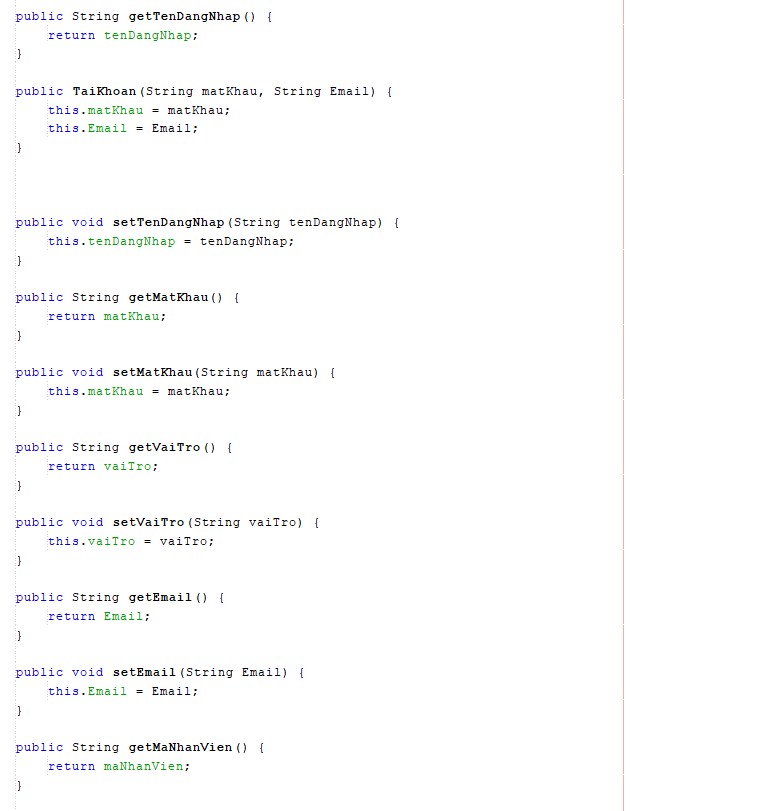 public String getTenDangNhap() {
    return tenDangNhap;
}
public TaiKhoan(String matKhau, String Email) {
    this.matKhau = matKhau;
    this.Email = Email;
}
public void setTenDangNhap(String tenDangNhap) {
    this.tenDangNhap = tenDangNhap;
}
public String getMatKhau() {
    return matKhau;
}
public void setMatKhau(String matKhau) {
    this.matKhau = matKhau;
}
public String getVaiTro() {
    return vaiTro;
}
public void setVaiTro(String vaiTro) {
    this.vaiTro = vaiTro;
}
public String getEmail() {
    return Email;
}
public void setEmail(String Email) {
    this.Email = Email;
}
public String getMaNhanVien() {
    return maNhanVien;
}